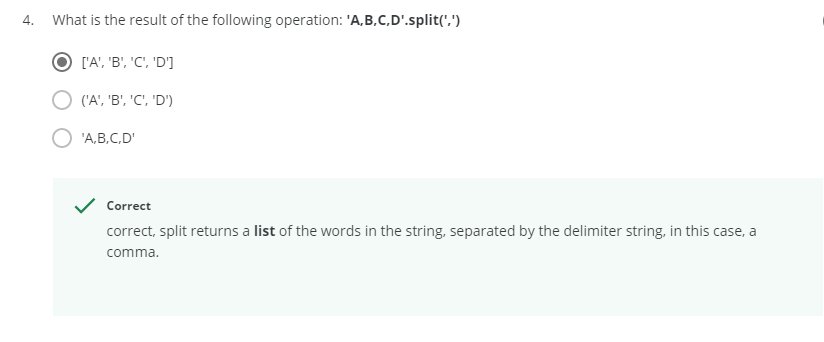 4. What is the result of the following operation: 'A,B,C,D'.split(',')
['A', 'B', 'C', 'D']
('A', 'B', 'C', 'D')
'A,B,C,D'
Correct
correct, split returns a list of the words in the string, separated by the delimiter string, in this case, a
comma.